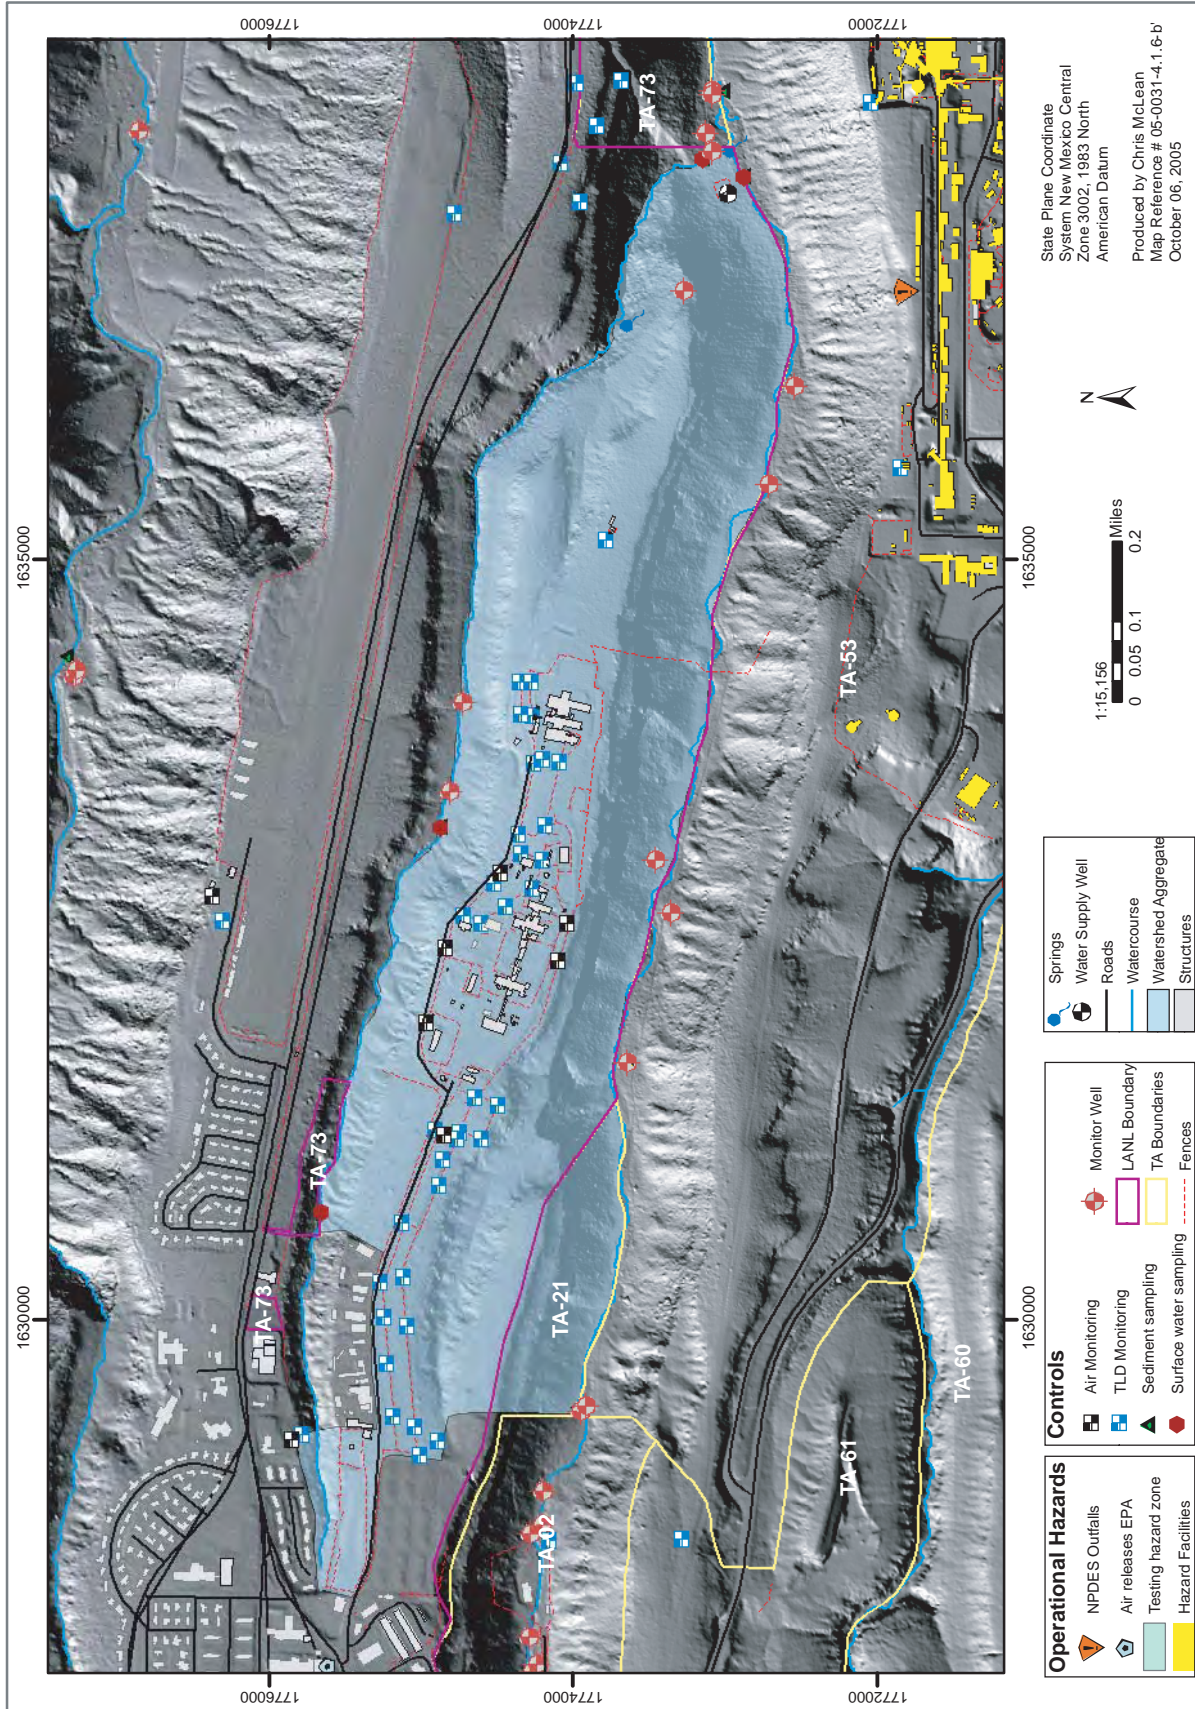 1630000
1635000
1776000
1774000
1772000
1776000
1774000
1772000
TA-73
TA-73
TA-73
TA-21
TA-02
TA-53
TA-61
TA-60
1630000
1635000
Operational Hazards
NPDES Outfalls
Air releases EPA
Testing hazard zone
Hazard Facilities
Controls
Air Monitoring
TLD Monitoring
Sediment sampling
Surface water sampling
Monitor Well
LANL Boundary
TA Boundaries
Fences
Springs
Water Supply Well
Roads
Watercourse
Watershed Aggregate
Structures
1:15,156
Miles
0 0.05 0.1 0.2
N
State Plane Coordinate
System New Mexico Central
Zone 3002, 1983 North
American Datum
Produced by Chris McLean
Map Reference # 05-0031-4.1.6-b'
October 06, 2005